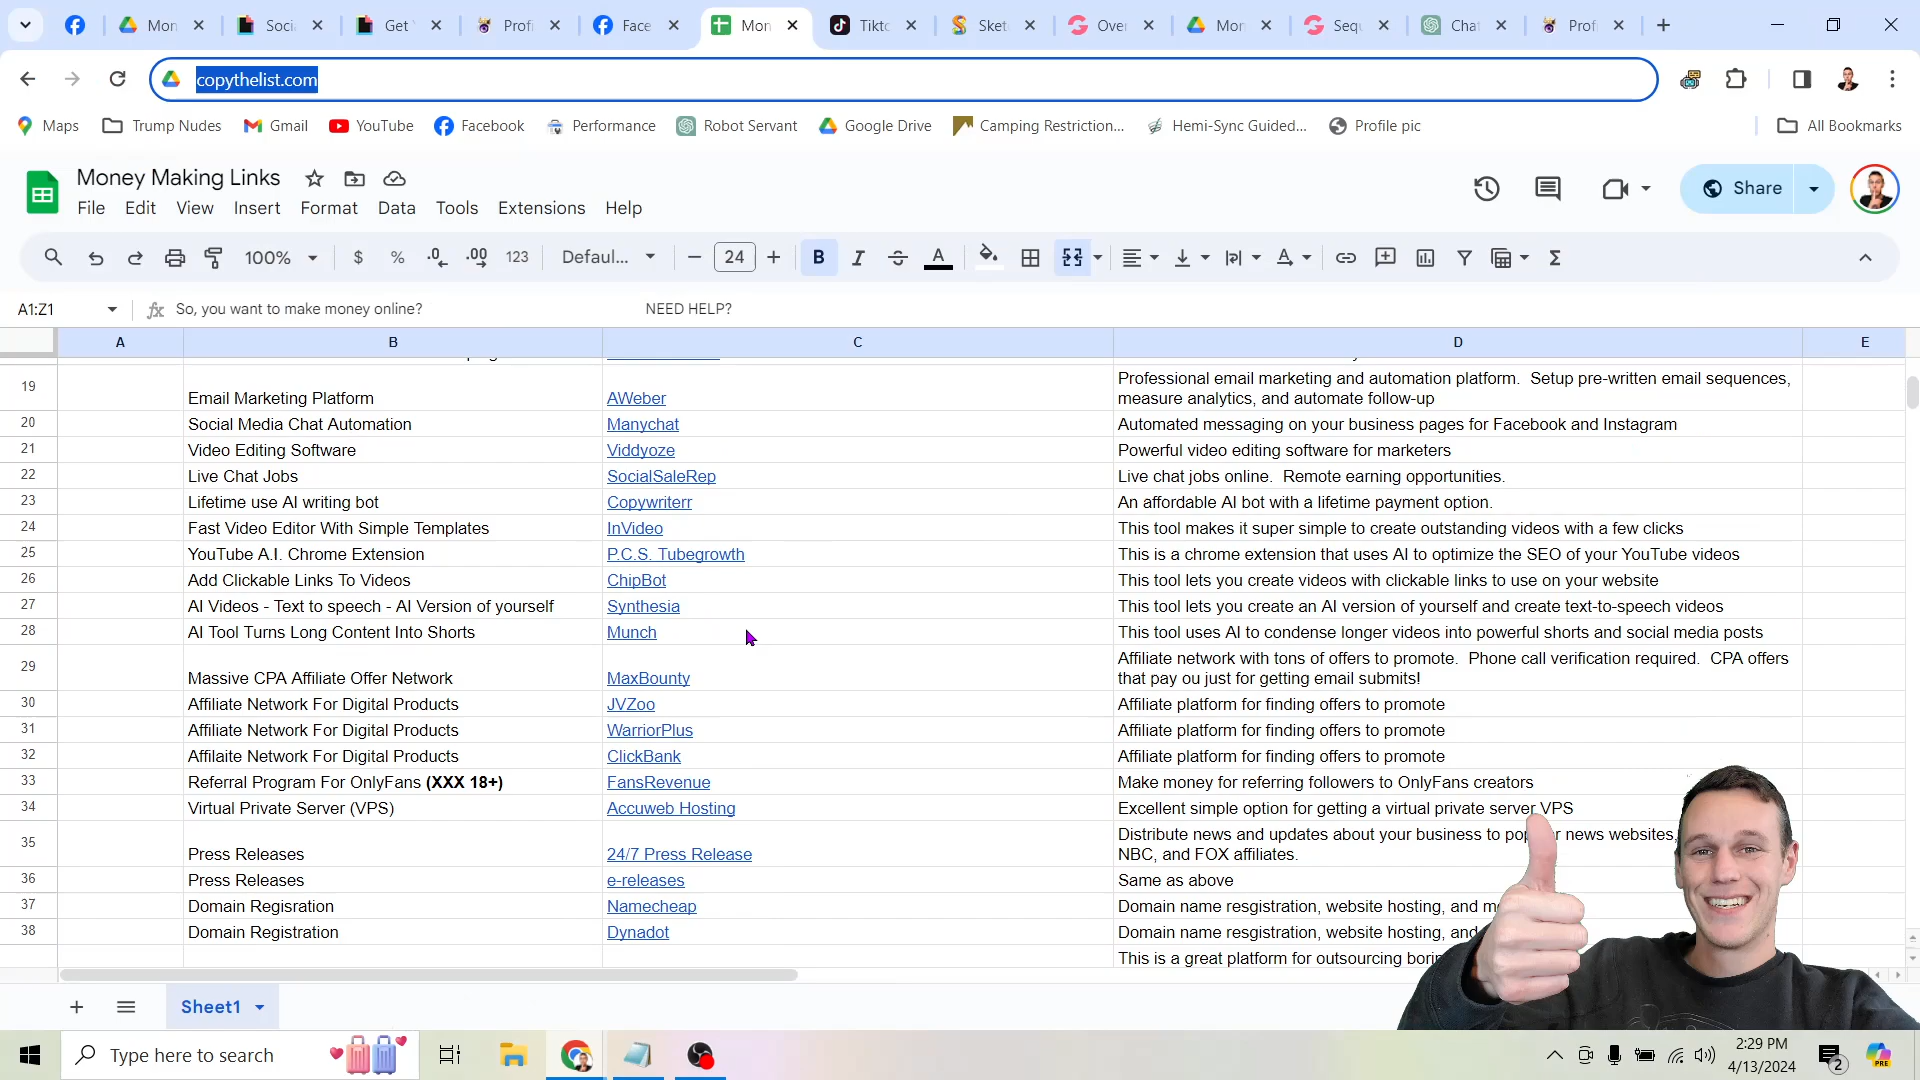 Mon
Soci
Get
Profi
Face
Mon
Tikto
Sket
Over
Mon
Seq
Chat
Profi
copythelist.com
Maps
Trump Nudes
Gmail
YouTube
Facebook
Performance
Robot Servant
Google Drive
Camping Restriction...
Hemi-Sync Guided...
Profile pic
All Bookmarks
Money Making Links
File Edit View Insert Format Data Tools Extensions Help
Share
100% $ % .0 .00 123 Defaul... 24 B I A
A1:Z1 fx So, you want to make money online? NEED HELP?
A B C D E
19 Email Marketing Platform AWeber Professional email marketing and automation platform. Setup pre-written email sequences,
measure analytics, and automate follow-up
20 Social Media Chat Automation Manychat Automated messaging on your business pages for Facebook and Instagram
21 Video Editing Software Viddyoze Powerful video editing software for marketers
22 Live Chat Jobs SocialSaleRep Live chat jobs online. Remote earning opportunities.
23 Lifetime use AI writing bot Copywriterr An affordable AI bot with a lifetime payment option.
24 Fast Video Editor With Simple Templates InVideo This tool makes it super simple to create outstanding videos with a few clicks
25 YouTube A.I. Chrome Extension P.C.S. Tubegrowth This is a chrome extension that uses AI to optimize the SEO of your YouTube videos
26 Add Clickable Links To Videos ChipBot This tool lets you create videos with clickable links to use on your website
27 AI Videos - Text to speech - AI Version of yourself Synthesia This tool lets you create an AI version of yourself and create text-to-speech videos
28 AI Tool Turns Long Content Into Shorts Munch This tool uses AI to condense longer videos into powerful shorts and social media posts
29 Massive CPA Affiliate Offer Network MaxBounty Affiliate network with tons of offers to promote. Phone call verification required. CPA offers
that pay ou just for getting email submits!
30 Affiliate Network For Digital Products JVZoo Affiliate platform for finding offers to promote
31 Affiliate Network For Digital Products WarriorPlus Affiliate platform for finding offers to promote
32 Affilaite Network For Digital Products ClickBank Affiliate platform for finding offers to promote
33 Referral Program For OnlyFans (XXX 18+) FansRevenue Make money for referring followers to OnlyFans creators
34 Virtual Private Server (VPS) Accuweb Hosting Excellent simple option for getting a virtual private server VPS
35 Press Releases 24/7 Press Release Distribute news and updates about your business to news websites,
NBC, and FOX affiliates.
36 Press Releases e-releases Same as above
37 Domain Regisration Namecheap Domain name resgistration, website hosting, and
38 Domain Registration Dynadot Domain name resgistration, website hosting, and
This is a great platform for outsourcing
Sheet1
Type here to search
2:29 PM
4/13/2024
2
PRE